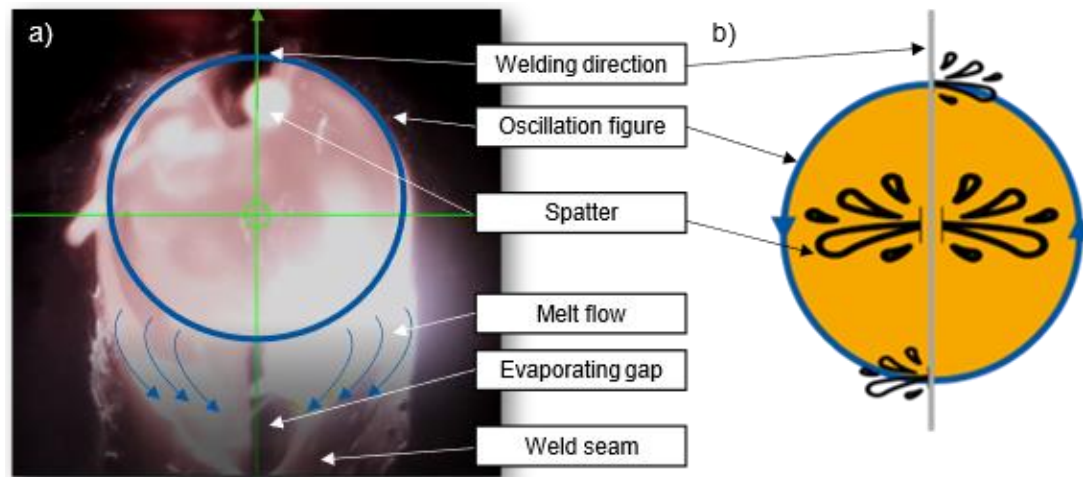 a)
b)
Welding direction
Oscillation figure
Spatter
Melt flow
Evaporating gap
Weld seam